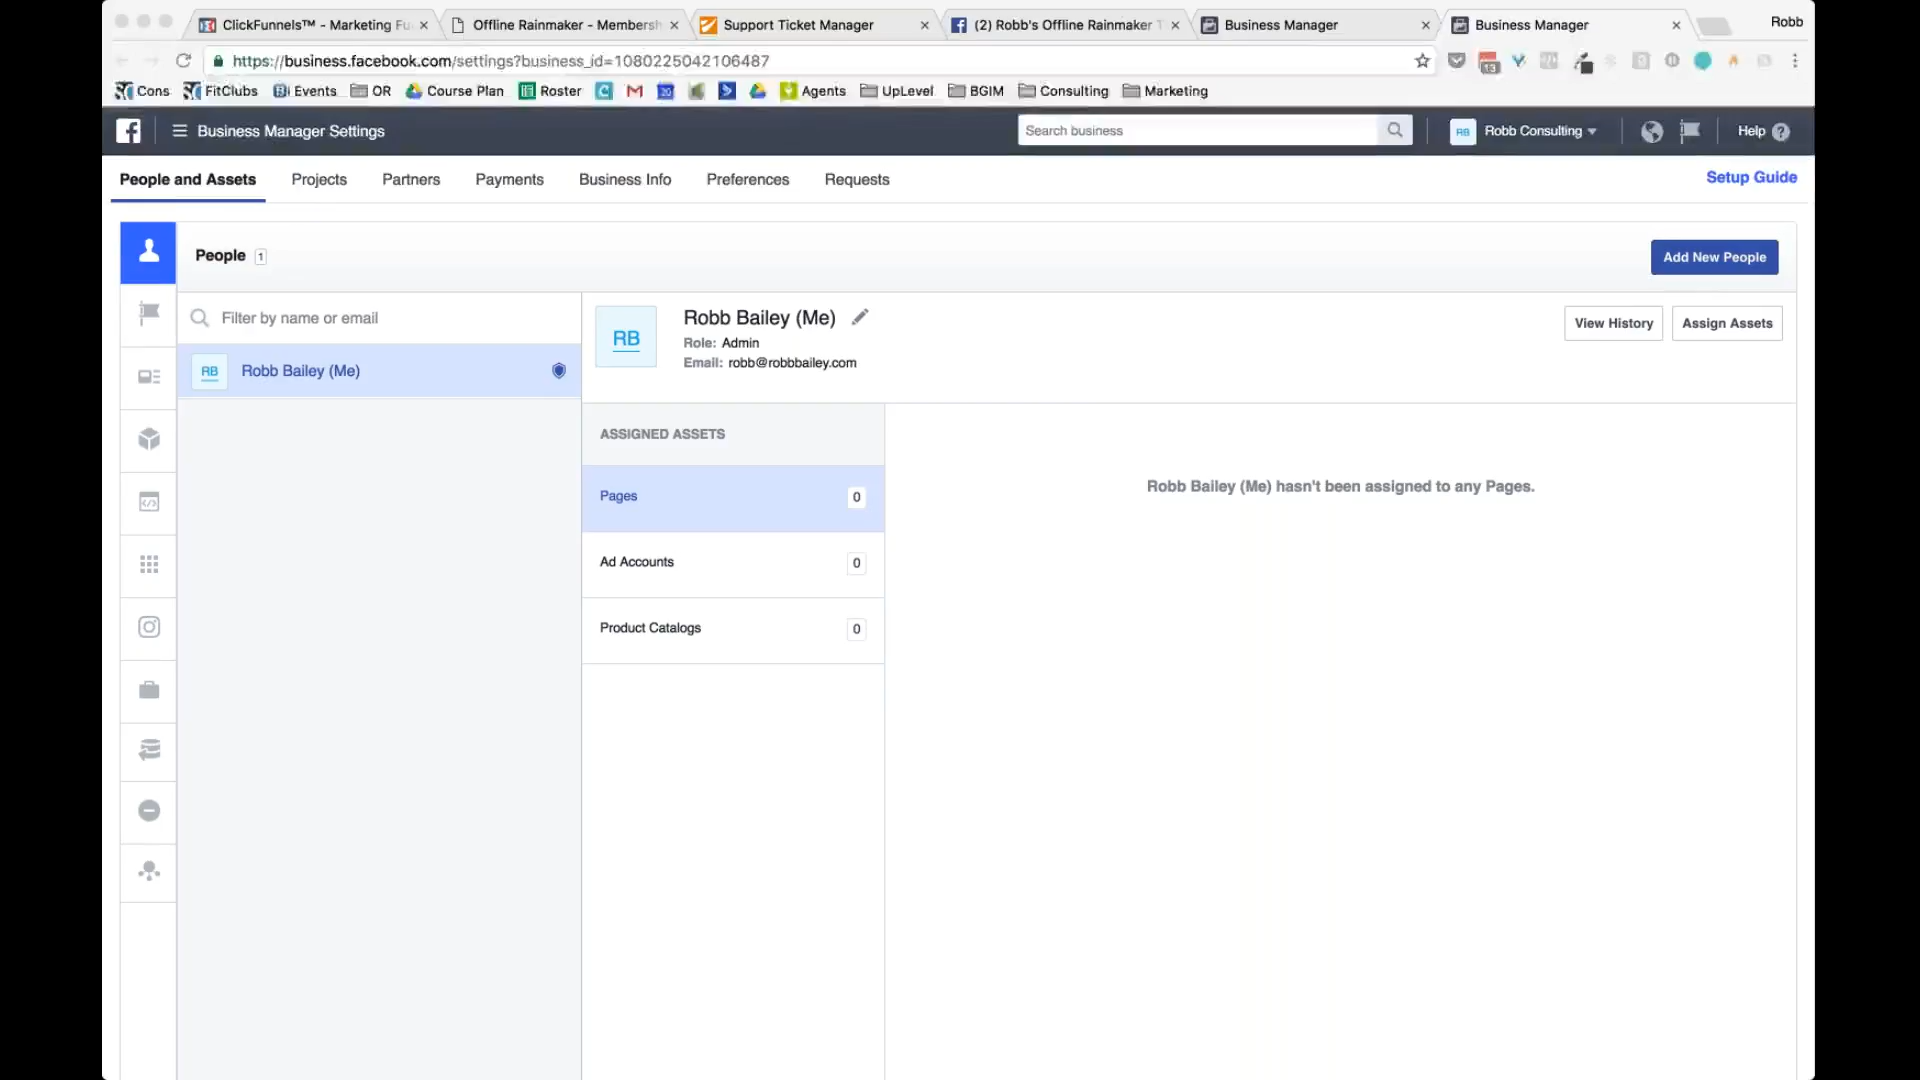 ClickFunnels™ - Marketing Fu
Offline Rainmaker - Membersh
Support Ticket Manager
(2) Robb's Offline Rainmaker T
Business Manager
Business Manager
Robb
https://business.facebook.com/settings?business_id=1080225042106487
13
Cons
FitClubs
Events
OR
Course Plan
Roster
Agents
UpLevel
BGIM
Consulting
Marketing
Business Manager Settings
Search business
RB
Robb Consulting
Help
People and Assets
Projects
Partners
Payments
Business Info
Preferences
Requests
Setup Guide
People 1
Add New People
Filter by name or email
RB
Robb Bailey (Me)
RB
Robb Bailey (Me)
Role: Admin
Email: robb@robbbailey.com
View History
Assign Assets
ASSIGNED ASSETS
Pages 0
Robb Bailey (Me) hasn't been assigned to any Pages.
Ad Accounts 0
Product Catalogs 0